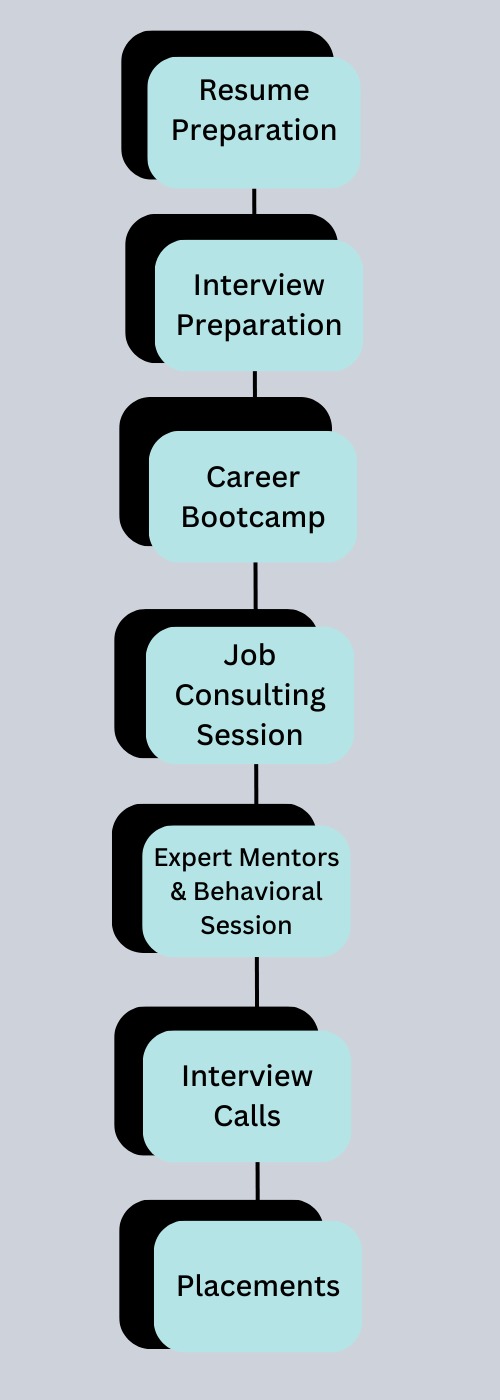 Resume
Preparation
Interview
Preparation
Career
Bootcamp
Job
Consulting
Session
Expert Mentors
& Behavioral
Session
Interview
Calls
Placements